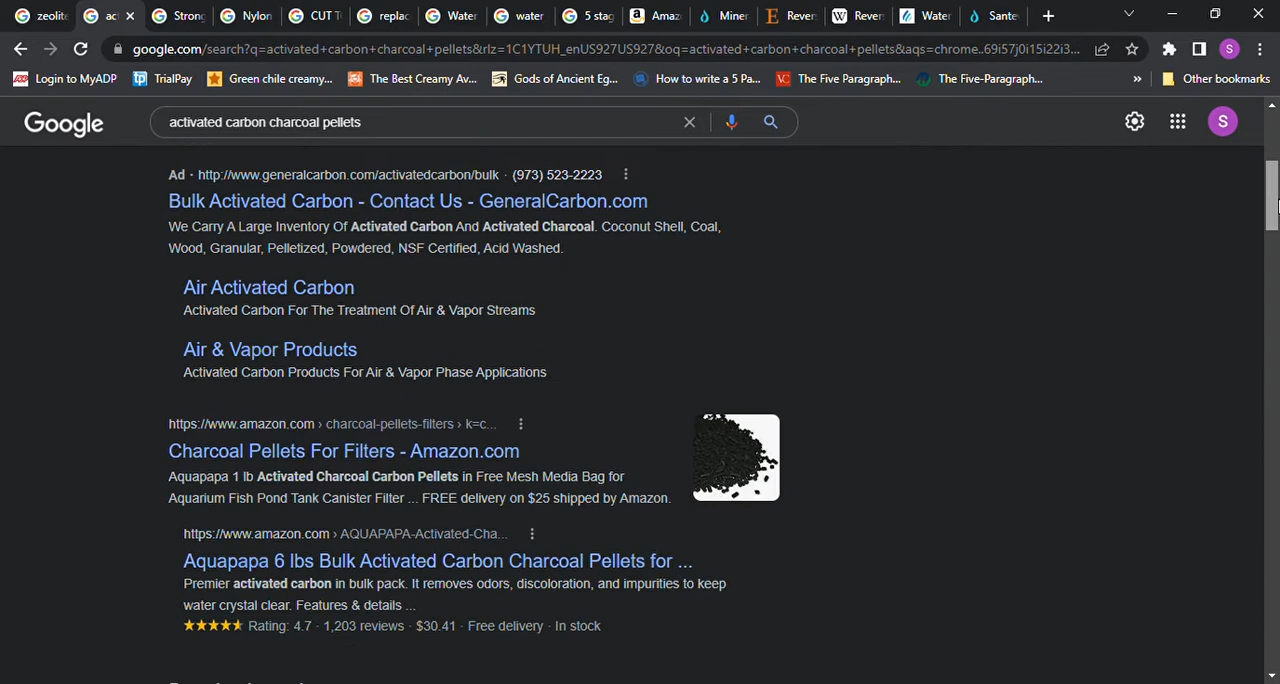 zeolite
ac
Strong
Nylon
CUT T
replac
Water
water
5 stag
Amaz
Miner
Rever
Rever
Water
Sante
google.com/search?q=activated+carbon+charcoal+pellets&rlz=1C1YTUH_enUS927US927&oq=activated+carbon+charcoal+pellets&aqs=chrome..69i57j0i15i22i3...
S
Login to MyADP
TrialPay
Green chile creamy...
The Best Creamy Av...
Gods of Ancient Eg...
How to write a 5 Pa...
VC
The Five Paragraph...
The Five-Paragraph...
»
Other bookmarks
Google
activated carbon charcoal pellets
S
Ad · http://www.generalcarbon.com/activatedcarbon/bulk · (973) 523-2223
Bulk Activated Carbon - Contact Us - GeneralCarbon.com
We Carry A Large Inventory Of Activated Carbon And Activated Charcoal. Coconut Shell, Coal,
Wood, Granular, Pelletized, Powdered, NSF Certified, Acid Washed.
Air Activated Carbon
Activated Carbon For The Treatment Of Air & Vapor Streams
Air & Vapor Products
Activated Carbon Products For Air & Vapor Phase Applications
https://www.amazon.com › charcoal-pellets-filters › k=c...
Charcoal Pellets For Filters - Amazon.com
Aquapapa 1 lb Activated Charcoal Carbon Pellets in Free Mesh Media Bag for
Aquarium Fish Pond Tank Canister Filter ... FREE delivery on $25 shipped by Amazon.
https://www.amazon.com › AQUAPAPA-Activated-Cha...
Aquapapa 6 lbs Bulk Activated Carbon Charcoal Pellets for ...
Premier activated carbon in bulk pack. It removes odors, discoloration, and impurities to keep
water crystal clear. Features & details ...
Rating: 4.7 · 1,203 reviews · $30.41 · Free delivery · In stock